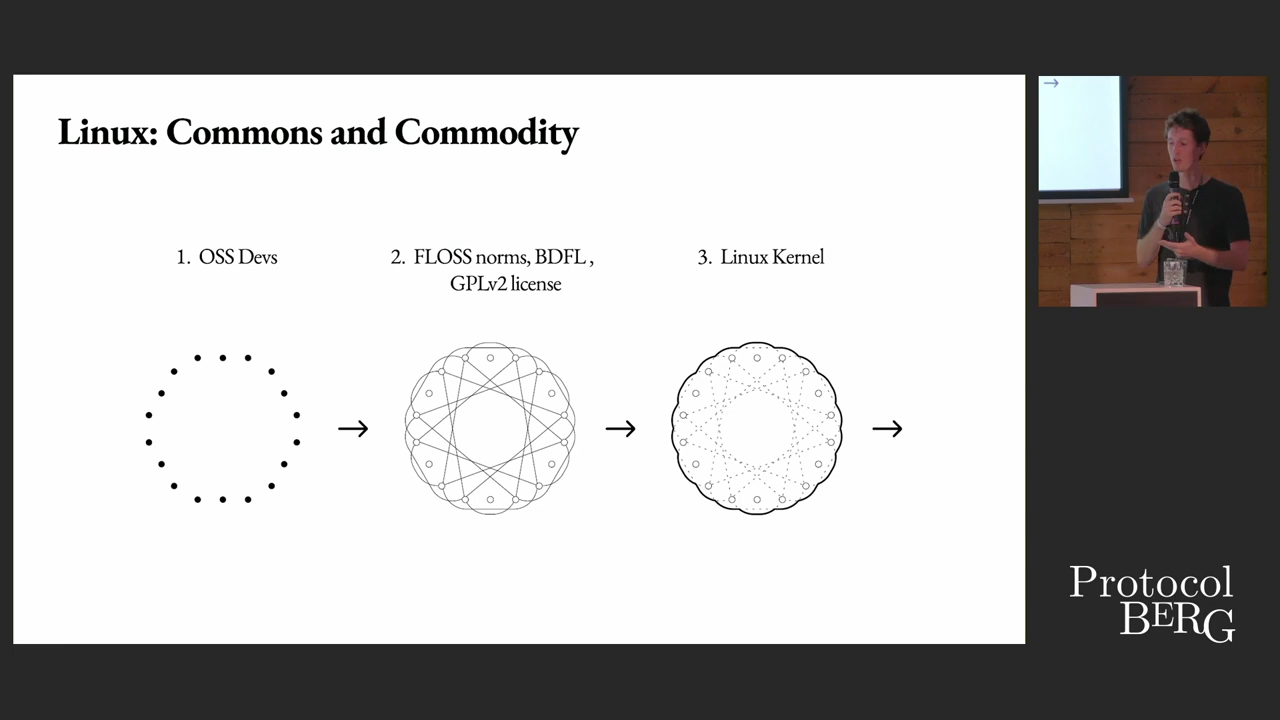 Linux: Commons and Commodity
1. OSS Devs
2. FLOSS norms, BDFL ,
GPLv2 license
3. Linux Kernel
Protocol
BERG